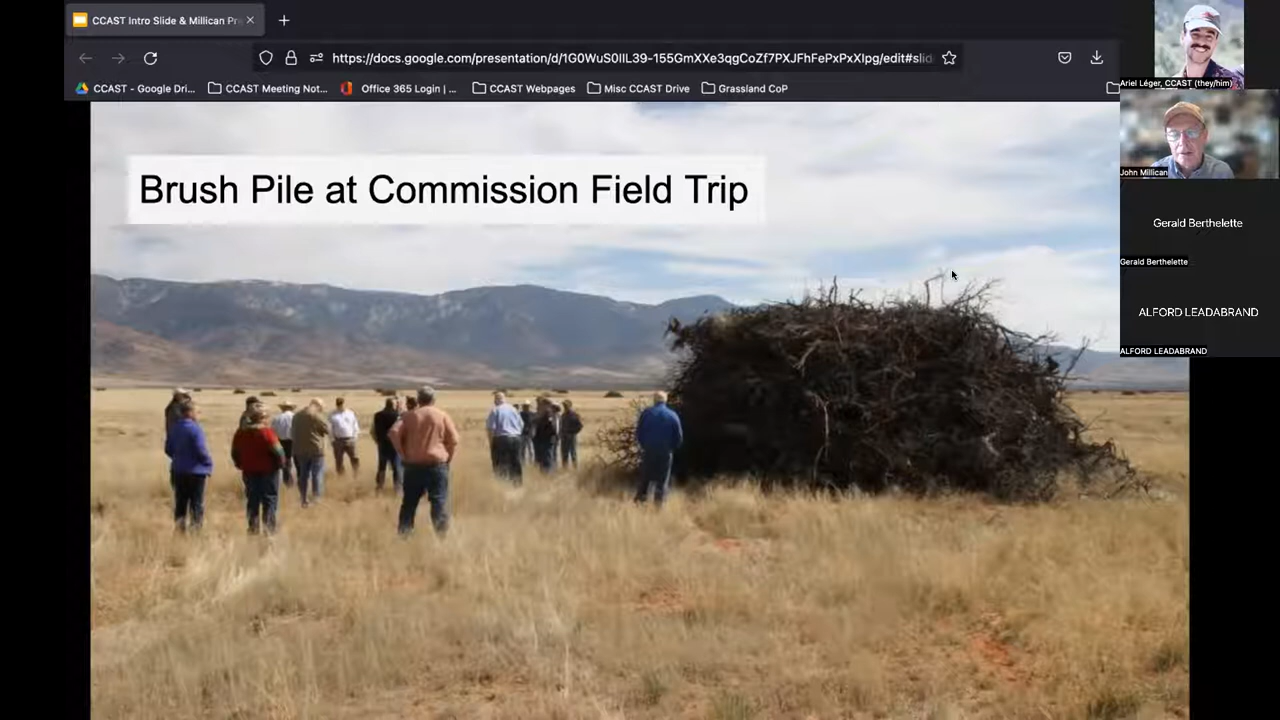 CCAST Intro Slide & Millican Pre
https://docs.google.com/presentation/d/1G0WuS0IlL39-155GmXXe3qgCoZf7PXJFhFePxPxXIpg/edit#slid
CCAST - Google Dri...
CCAST Meeting Not...
Office 365 Login | ...
CCAST Webpages
Misc CCAST Drive
Grassland CoP
Brush Pile at Commission Field Trip
Ariel Léger, CCAST (they/him)
John Millican
Gerald Berthelette
Gerald Berthelette
ALFORD LEADABRAND
ALFORD LEADABRAND